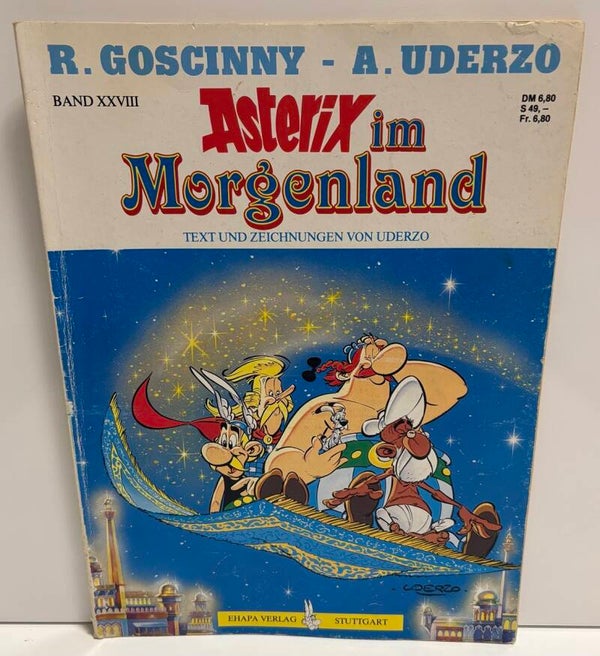 R. GOSCINNY - A. UDERZO
BAND XXVIII
DM 6,80
S 49,–
Fr. 6,80
Asterix im
Morgenland
TEXT UND ZEICHNUNGEN VON UDERZO
UDERZO.
EHAPA VERLAG STUTTGART